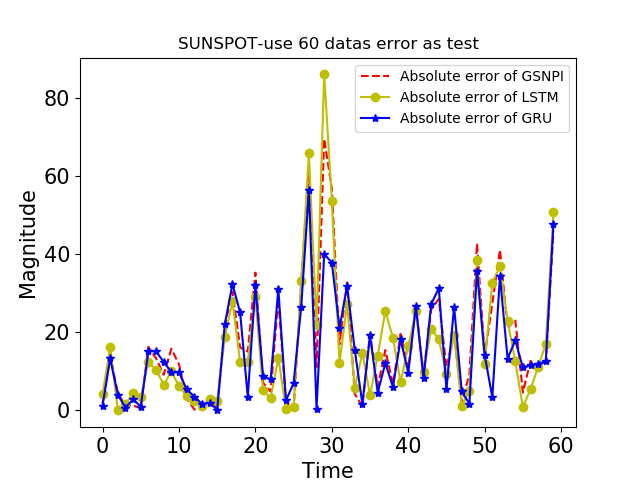 SUNSPOT-use 60 datas error as test
Absolute error of GSNPI
Absolute error of LSTM
Absolute error of GRU
Magnitude
80
60
40
20
0
0 10 20 30 40 50 60
Time